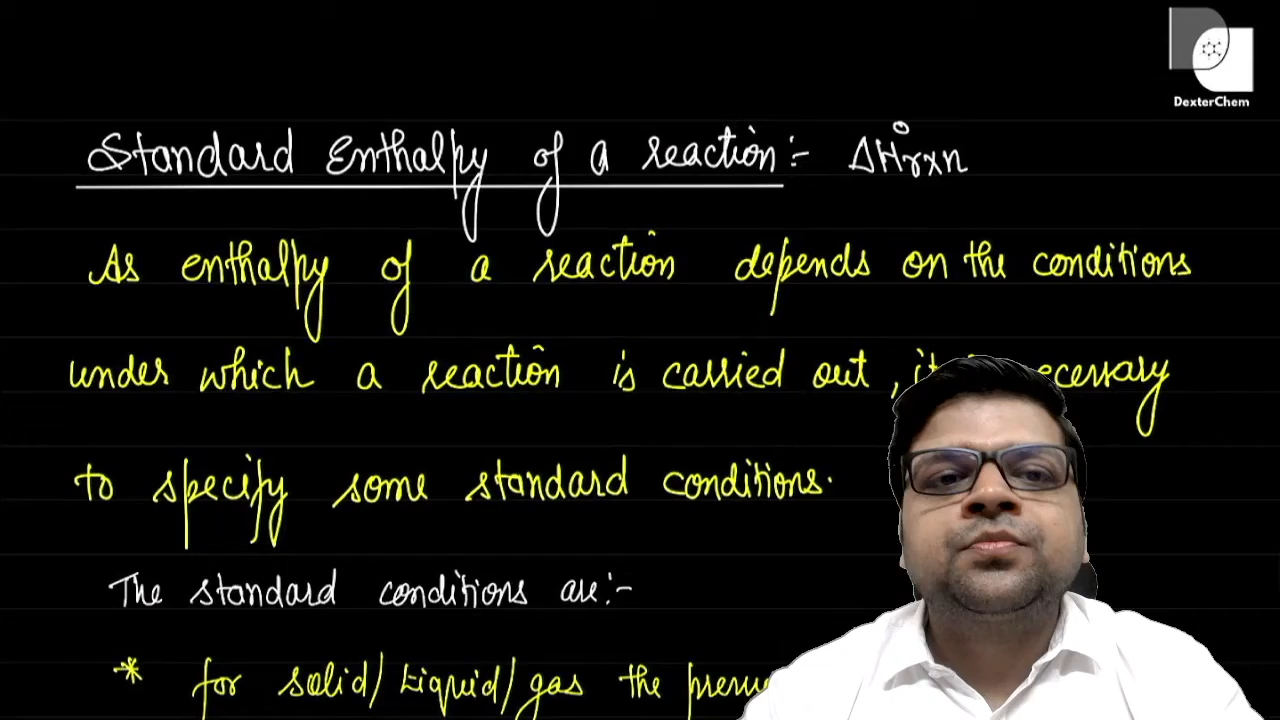 DexterChem
Standard Enthalpy of a reaction:- ΔH°rxn
As enthalpy of a reaction depends on the conditions
under which a reaction is carried out, it
to specify some standard conditions.
The standard conditions are:-
* for solid/Liquid/gas the